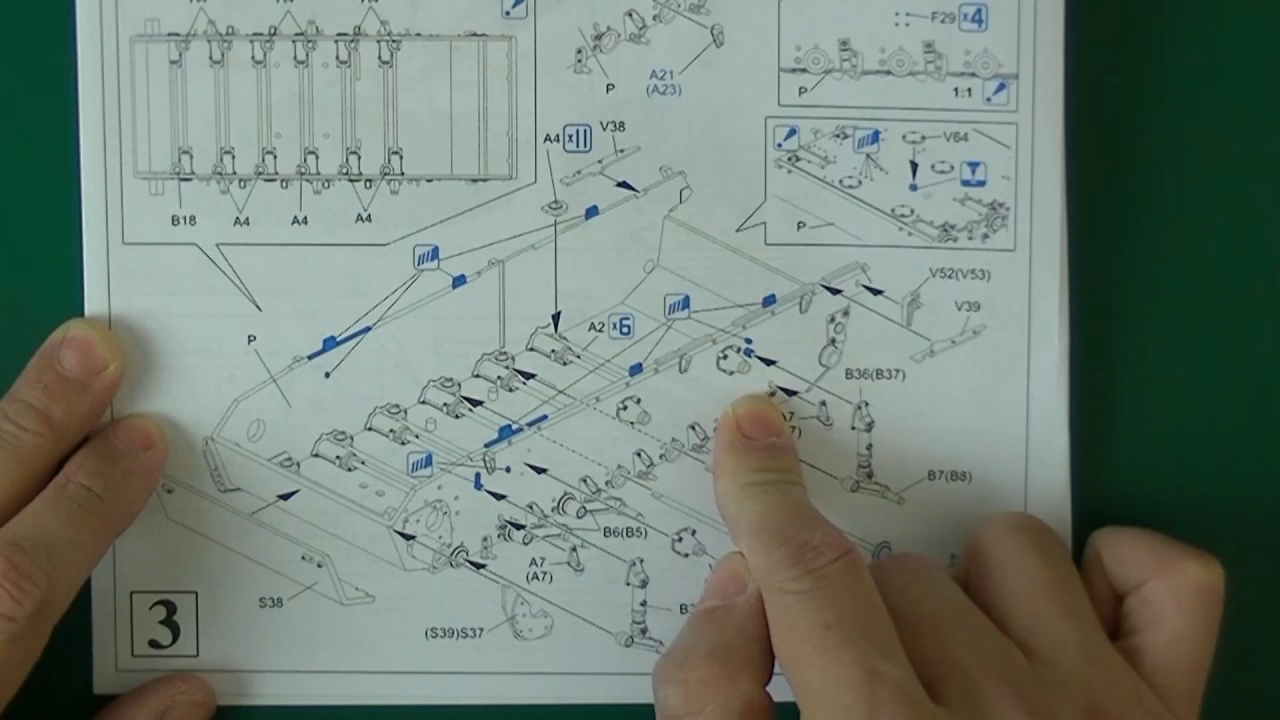 F29 x4
A21
(A23)
P
P
1:1
V38
A4 x11
V64
B18 A4 A4 A4
P
V52(V53)
V39
A2 x6
P
B36(B37)
A7
B7(B8)
B6(B5)
A7
(A7)
S38
(S39)S37
3